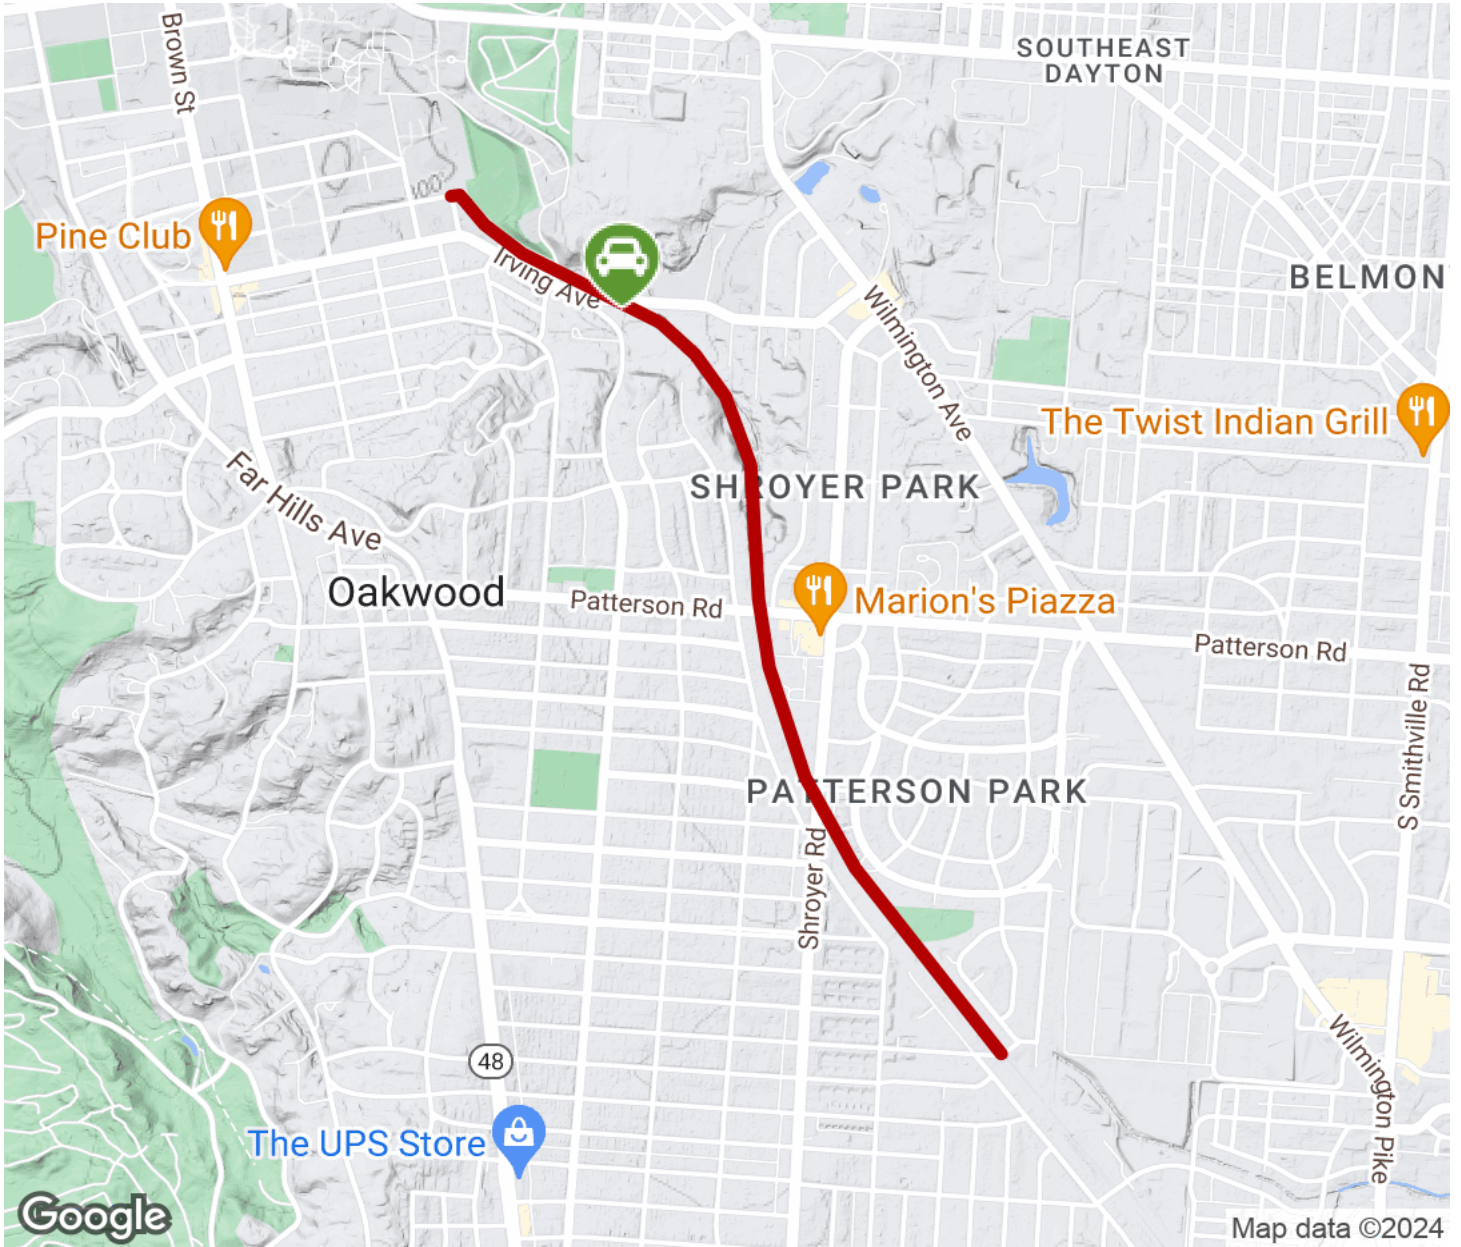 Brown St
SOUTHEAST
DAYTON
Pine Club
Irving Ave
BELMON
Wilmington Ave
The Twist Indian Grill
Far Hills Ave
SHROYER PARK
Oakwood
Patterson Rd
Marion's Piazza
Patterson Rd
S Smithville Rd
PATTERSON PARK
Shroyer Rd
48
Wilmington Pike
The UPS Store
Google
Map data ©2024